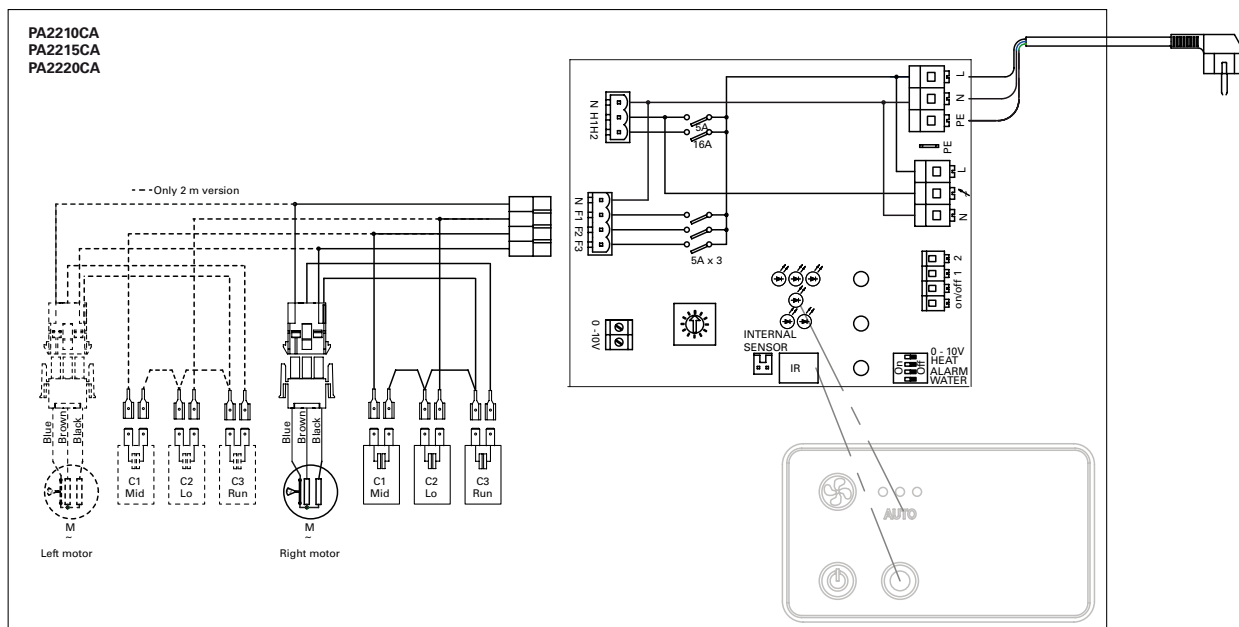 PA2210CA
PA2215CA
PA2220CA
L
N
PE
N H1H2
5A
16A
PE
L
N
Only 2 m version
N F1 F2 F3
5A x 3
on/off 1 2
0 -10V
INTERNAL
SENSOR
IR
On
Off
0 - 10V
HEAT
ALARM
WATER
Blue
Brown
Black
C1
Mid
C2
Lo
C3
Run
Blue
Brown
Black
C1
Mid
C2
Lo
C3
Run
M
~
Left motor
M
~
Right motor
AUTO